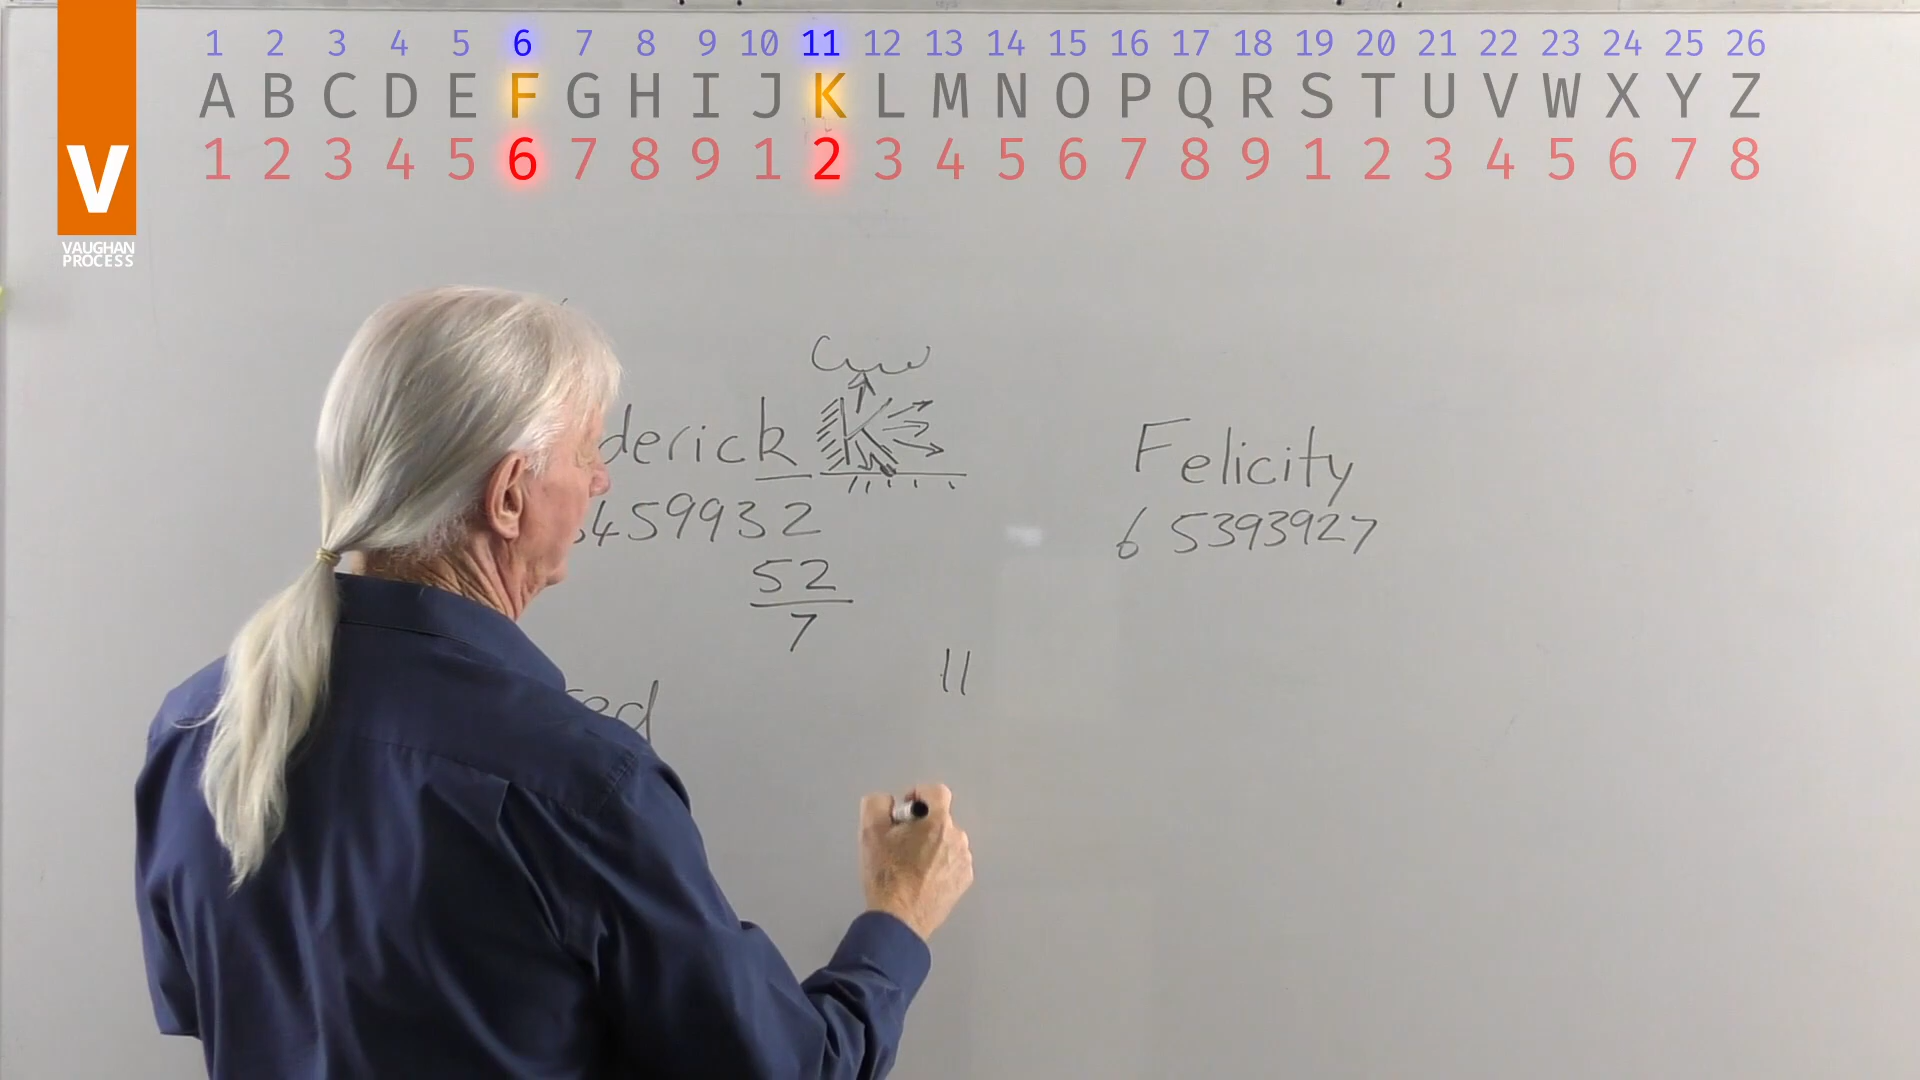 1 2 3 4 5 6 7 8 9 10 11 12 13 14 15 16 17 18 19 20 21 22 23 24 25 26
A B C D E F G H I J K L M N O P Q R S T U V W X Y Z
1 2 3 4 5 6 7 8 9 1 2 3 4 5 6 7 8 9 1 2 3 4 5 6 7 8
V
VAUGHAN
PROCESS
derick K
Felicity
459932
6 5393927
52
7
11
ed